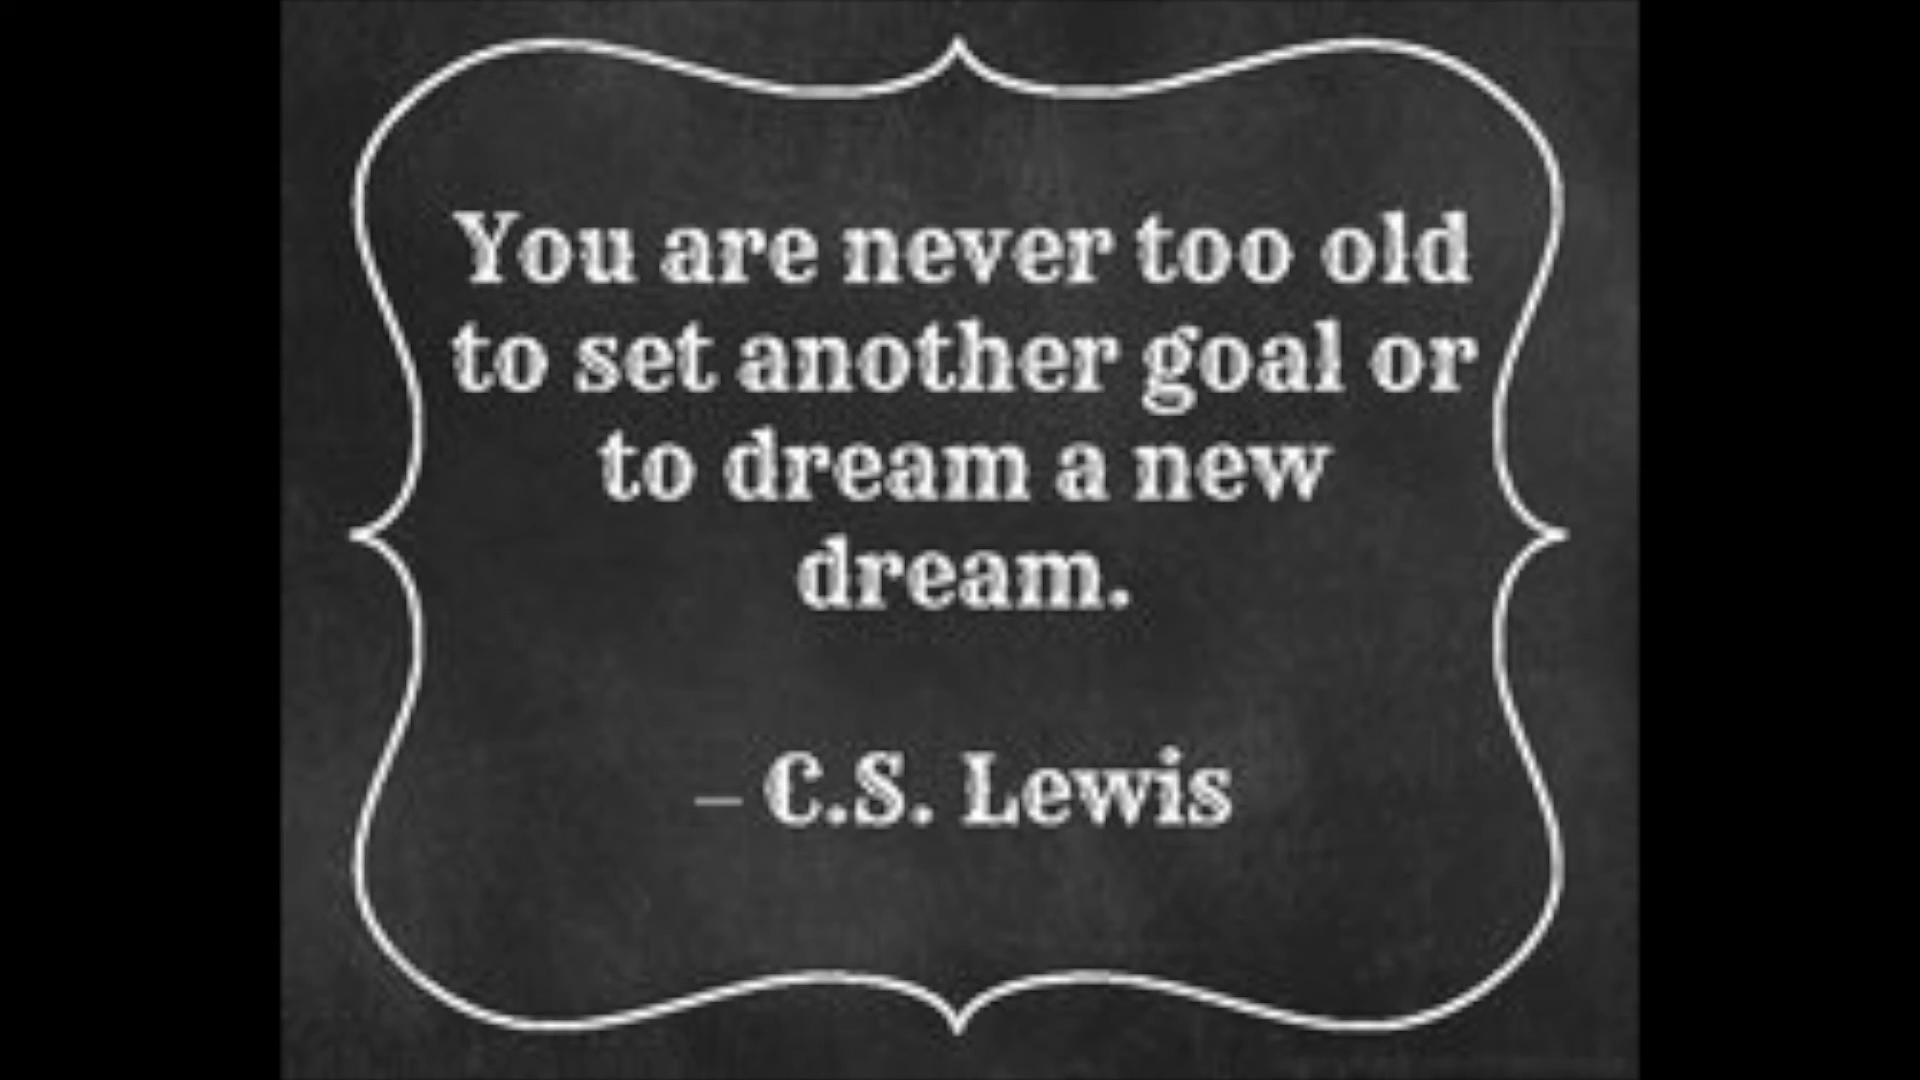 You are never too old
to set another goal or
to dream a new
dream.
– C.S. Lewis